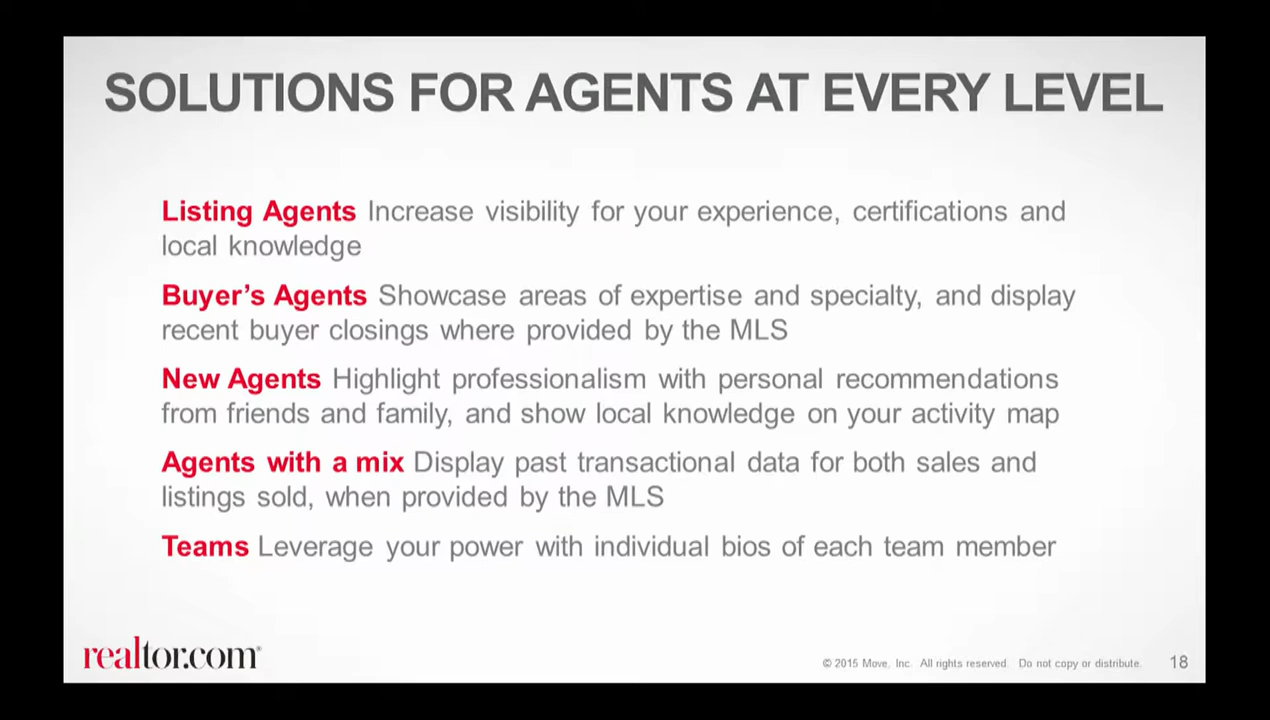 SOLUTIONS FOR AGENTS AT EVERY LEVEL
Listing Agents Increase visibility for your experience, certifications and
local knowledge
Buyer’s Agents Showcase areas of expertise and specialty, and display
recent buyer closings where provided by the MLS
New Agents Highlight professionalism with personal recommendations
from friends and family, and show local knowledge on your activity map
Agents with a mix Display past transactional data for both sales and
listings sold, when provided by the MLS
Teams Leverage your power with individual bios of each team member
realtor.com®
© 2015 Move, Inc. All rights reserved. Do not copy or distribute. 18